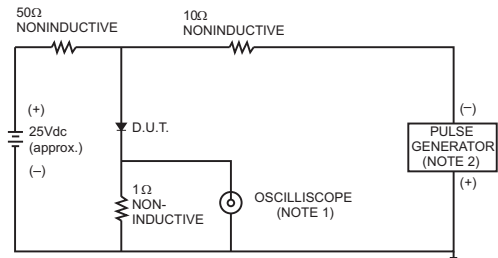 50Ω
NONINDUCTIVE
10Ω
NONINDUCTIVE
(+)
25Vdc
(approx.)
(–)
D.U.T.
1Ω
NON-
INDUCTIVE
OSCILLISCOPE
(NOTE 1)
(–)
PULSE
GENERATOR
(NOTE 2)
(+)